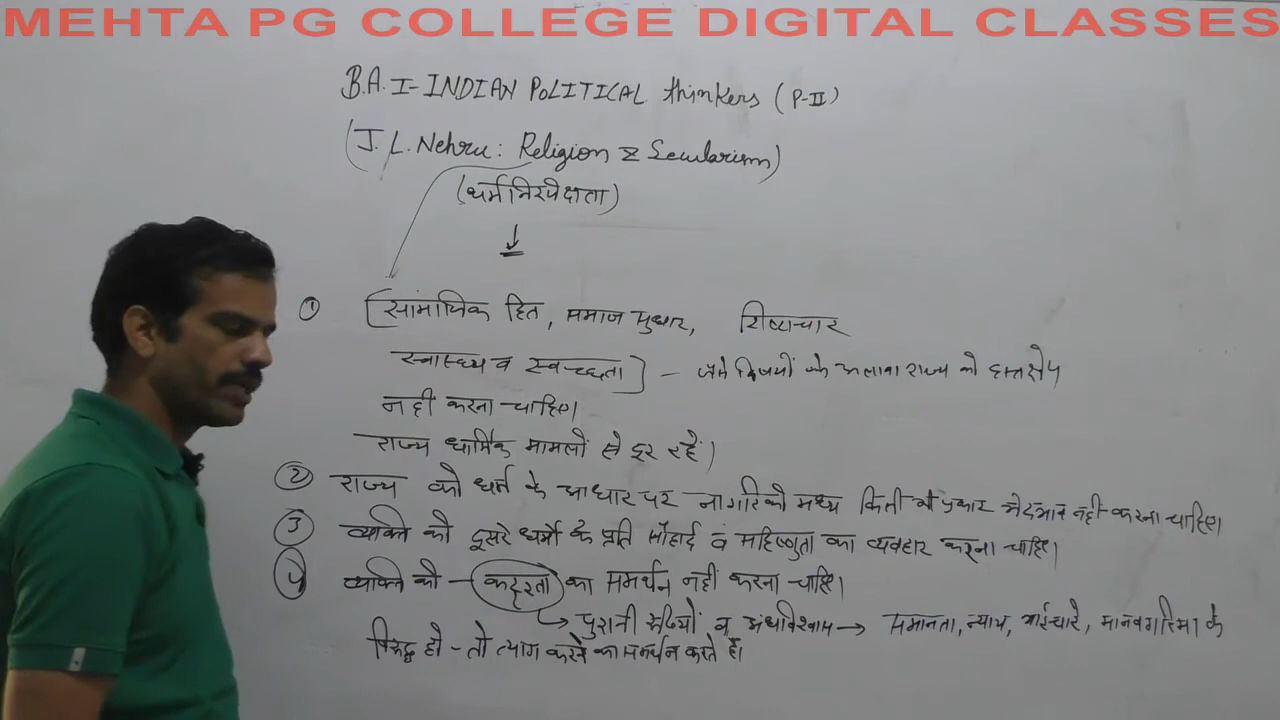 MEHTA PG COLLEGE DIGITAL CLASSES
B.A. I - INDIAN POLITICAL thinkers (P-II)
(J. L. Nehru: Religion & Secularism)
(धर्मनिरपेक्षता)
① [सामाजिक हित, समाज सुधार, शिष्टाचार
स्वास्थ्य व स्वच्छता] - जैसे विषयों के अलावा राज्य को हस्तक्षेप
नही करना चाहिए।
राज्य धार्मिक मामलों से दूर रहें।
② राज्य को धर्म के आधार पर नागरिको मध्य किसी भी प्रकार भेदभाव नही करना चाहिए।
③ व्यक्ति को दूसरे धर्मो के प्रति सौहार्द व सहिष्णुता का व्यवहार करना चाहिए।
④ व्यक्ति को - कट्टरता का समर्थन नही करना चाहिए।
पुरानी रूढियों व अंधविश्वास → समानता, न्याय, भाईचारे, मानवगरिमा के
विरूद्ध हो - तो त्याग करने का समर्थन करते है।